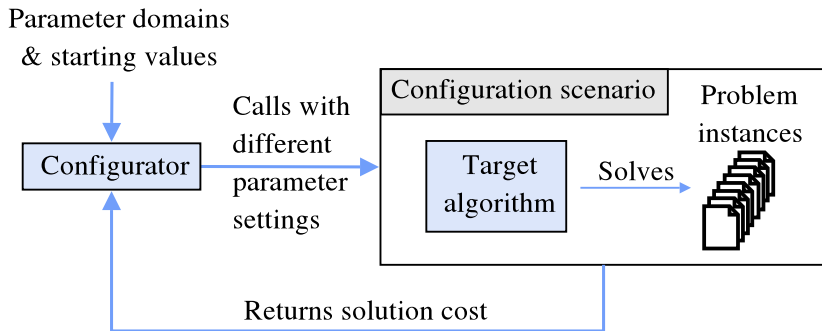 Parameter domains
& starting values
Configurator
Calls with
different
parameter
settings
Configuration scenario
Target
algorithm
Solves
Problem
instances
Returns solution cost